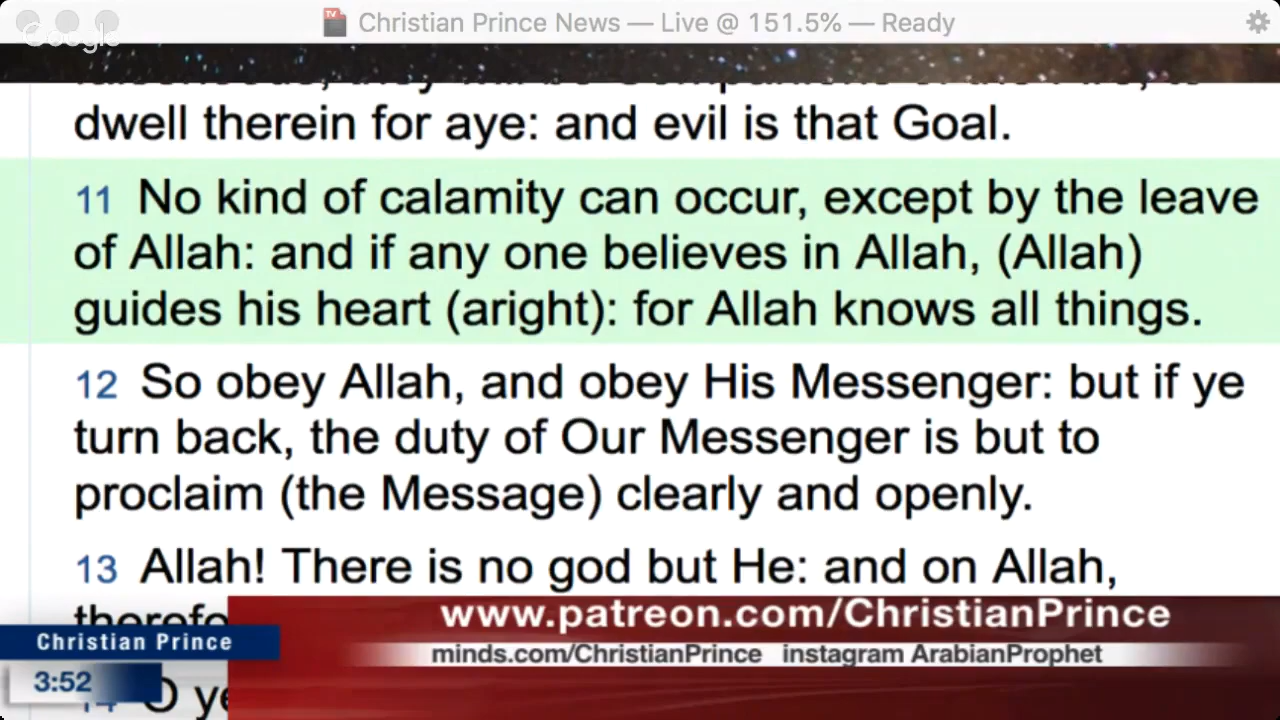 Christian Prince News — Live @ 151.5% — Ready
Google
dwell therein for aye: and evil is that Goal.
11 No kind of calamity can occur, except by the leave
of Allah: and if any one believes in Allah, (Allah)
guides his heart (aright): for Allah knows all things.
12 So obey Allah, and obey His Messenger: but if ye
turn back, the duty of Our Messenger is but to
proclaim (the Message) clearly and openly.
13 Allah! There is no god but He: and on Allah,
www.patreon.com/ChristianPrince
Christian Prince
minds.com/ChristianPrince instagram ArabianProphet
3:52
14 O ye